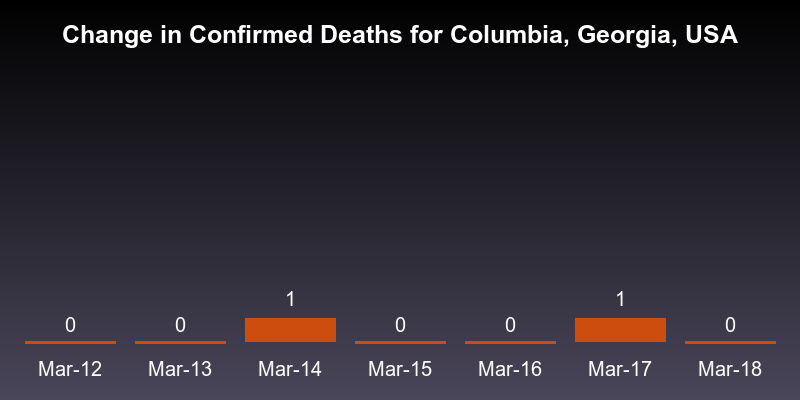 Change in Confirmed Deaths for Columbia, Georgia, USA
0 0 1 0 0 1 0
Mar-12 Mar-13 Mar-14 Mar-15 Mar-16 Mar-17 Mar-18